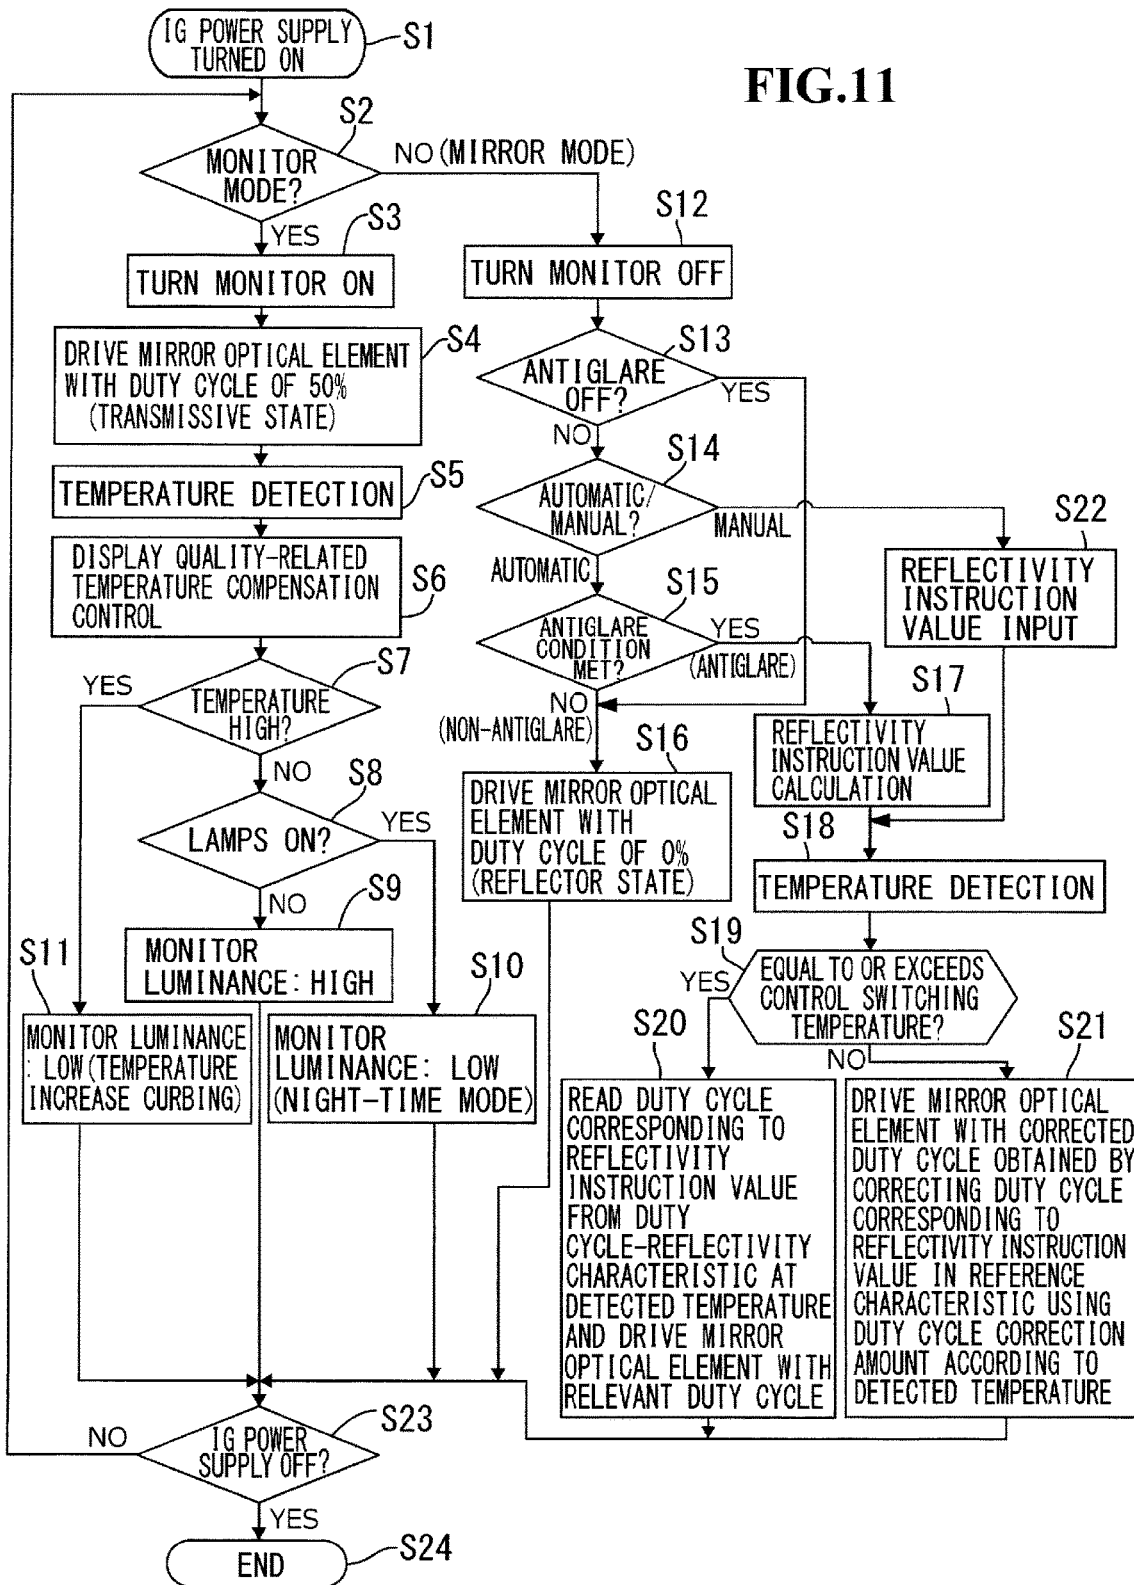 IG POWER SUPPLY
TURNED ON
S1
FIG.11
S2
MONITOR
MODE?
NO (MIRROR MODE)
YES
S3
TURN MONITOR ON
S4
DRIVE MIRROR OPTICAL ELEMENT
WITH DUTY CYCLE OF 50%
(TRANSMISSIVE STATE)
S5
TEMPERATURE DETECTION
S6
DISPLAY QUALITY-RELATED
TEMPERATURE COMPENSATION
CONTROL
S7
TEMPERATURE
HIGH?
YES
NO
S8
LAMPS ON?
YES
NO
S9
MONITOR
LUMINANCE: HIGH
S10
MONITOR
LUMINANCE: LOW
(NIGHT-TIME MODE)
S11
MONITOR LUMINANCE
: LOW (TEMPERATURE
INCREASE CURBING)
S12
TURN MONITOR OFF
S13
ANTIGLARE
OFF?
YES
NO
S14
AUTOMATIC/
MANUAL?
MANUAL
AUTOMATIC
S15
ANTIGLARE
CONDITION
MET?
YES
(ANTIGLARE)
NO
(NON-ANTIGLARE)
S16
DRIVE MIRROR OPTICAL
ELEMENT WITH
DUTY CYCLE OF 0%
(REFLECTOR STATE)
S22
REFLECTIVITY
INSTRUCTION
VALUE INPUT
S17
REFLECTIVITY
INSTRUCTION VALUE
CALCULATION
S18
TEMPERATURE DETECTION
S19
EQUAL TO OR EXCEEDS
CONTROL SWITCHING
TEMPERATURE?
YES
NO
S20
READ DUTY CYCLE
CORRESPONDING TO
REFLECTIVITY
INSTRUCTION VALUE
FROM DUTY
CYCLE-REFLECTIVITY
CHARACTERISTIC AT
DETECTED TEMPERATURE
AND DRIVE MIRROR
OPTICAL ELEMENT WITH
RELEVANT DUTY CYCLE
S21
DRIVE MIRROR OPTICAL
ELEMENT WITH CORRECTED
DUTY CYCLE OBTAINED BY
CORRECTING DUTY CYCLE
CORRESPONDING TO
REFLECTIVITY INSTRUCTION
VALUE IN REFERENCE
CHARACTERISTIC USING
DUTY CYCLE CORRECTION
AMOUNT ACCORDING TO
DETECTED TEMPERATURE
S23
IG POWER
SUPPLY OFF?
NO
YES
S24
END